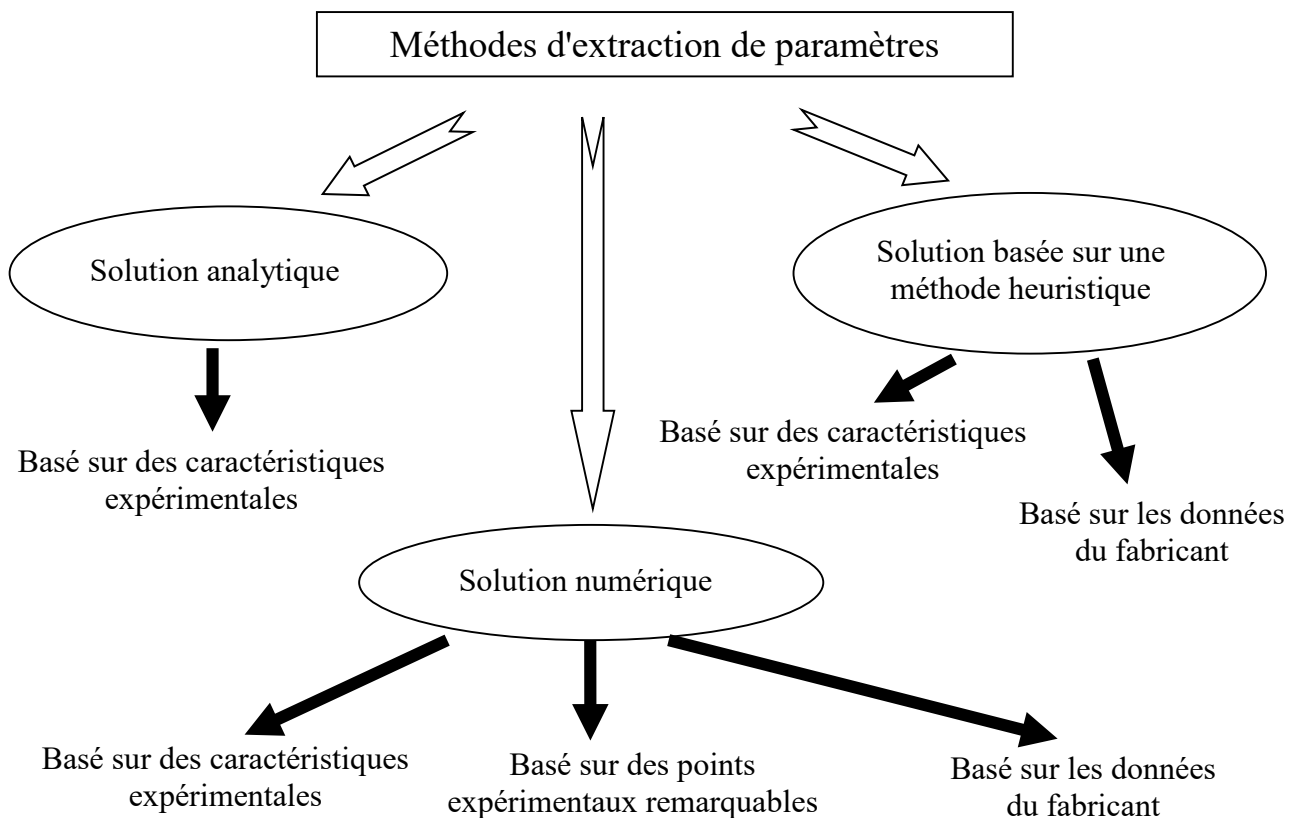 Méthodes d'extraction de paramètres
Solution analytique
Solution basée sur une
méthode heuristique
Basé sur des caractéristiques
expérimentales
Basé sur des caractéristiques
expérimentales
Basé sur les données
du fabricant
Solution numérique
Basé sur des caractéristiques
expérimentales
Basé sur des points
expérimentaux remarquables
Basé sur les données
du fabricant